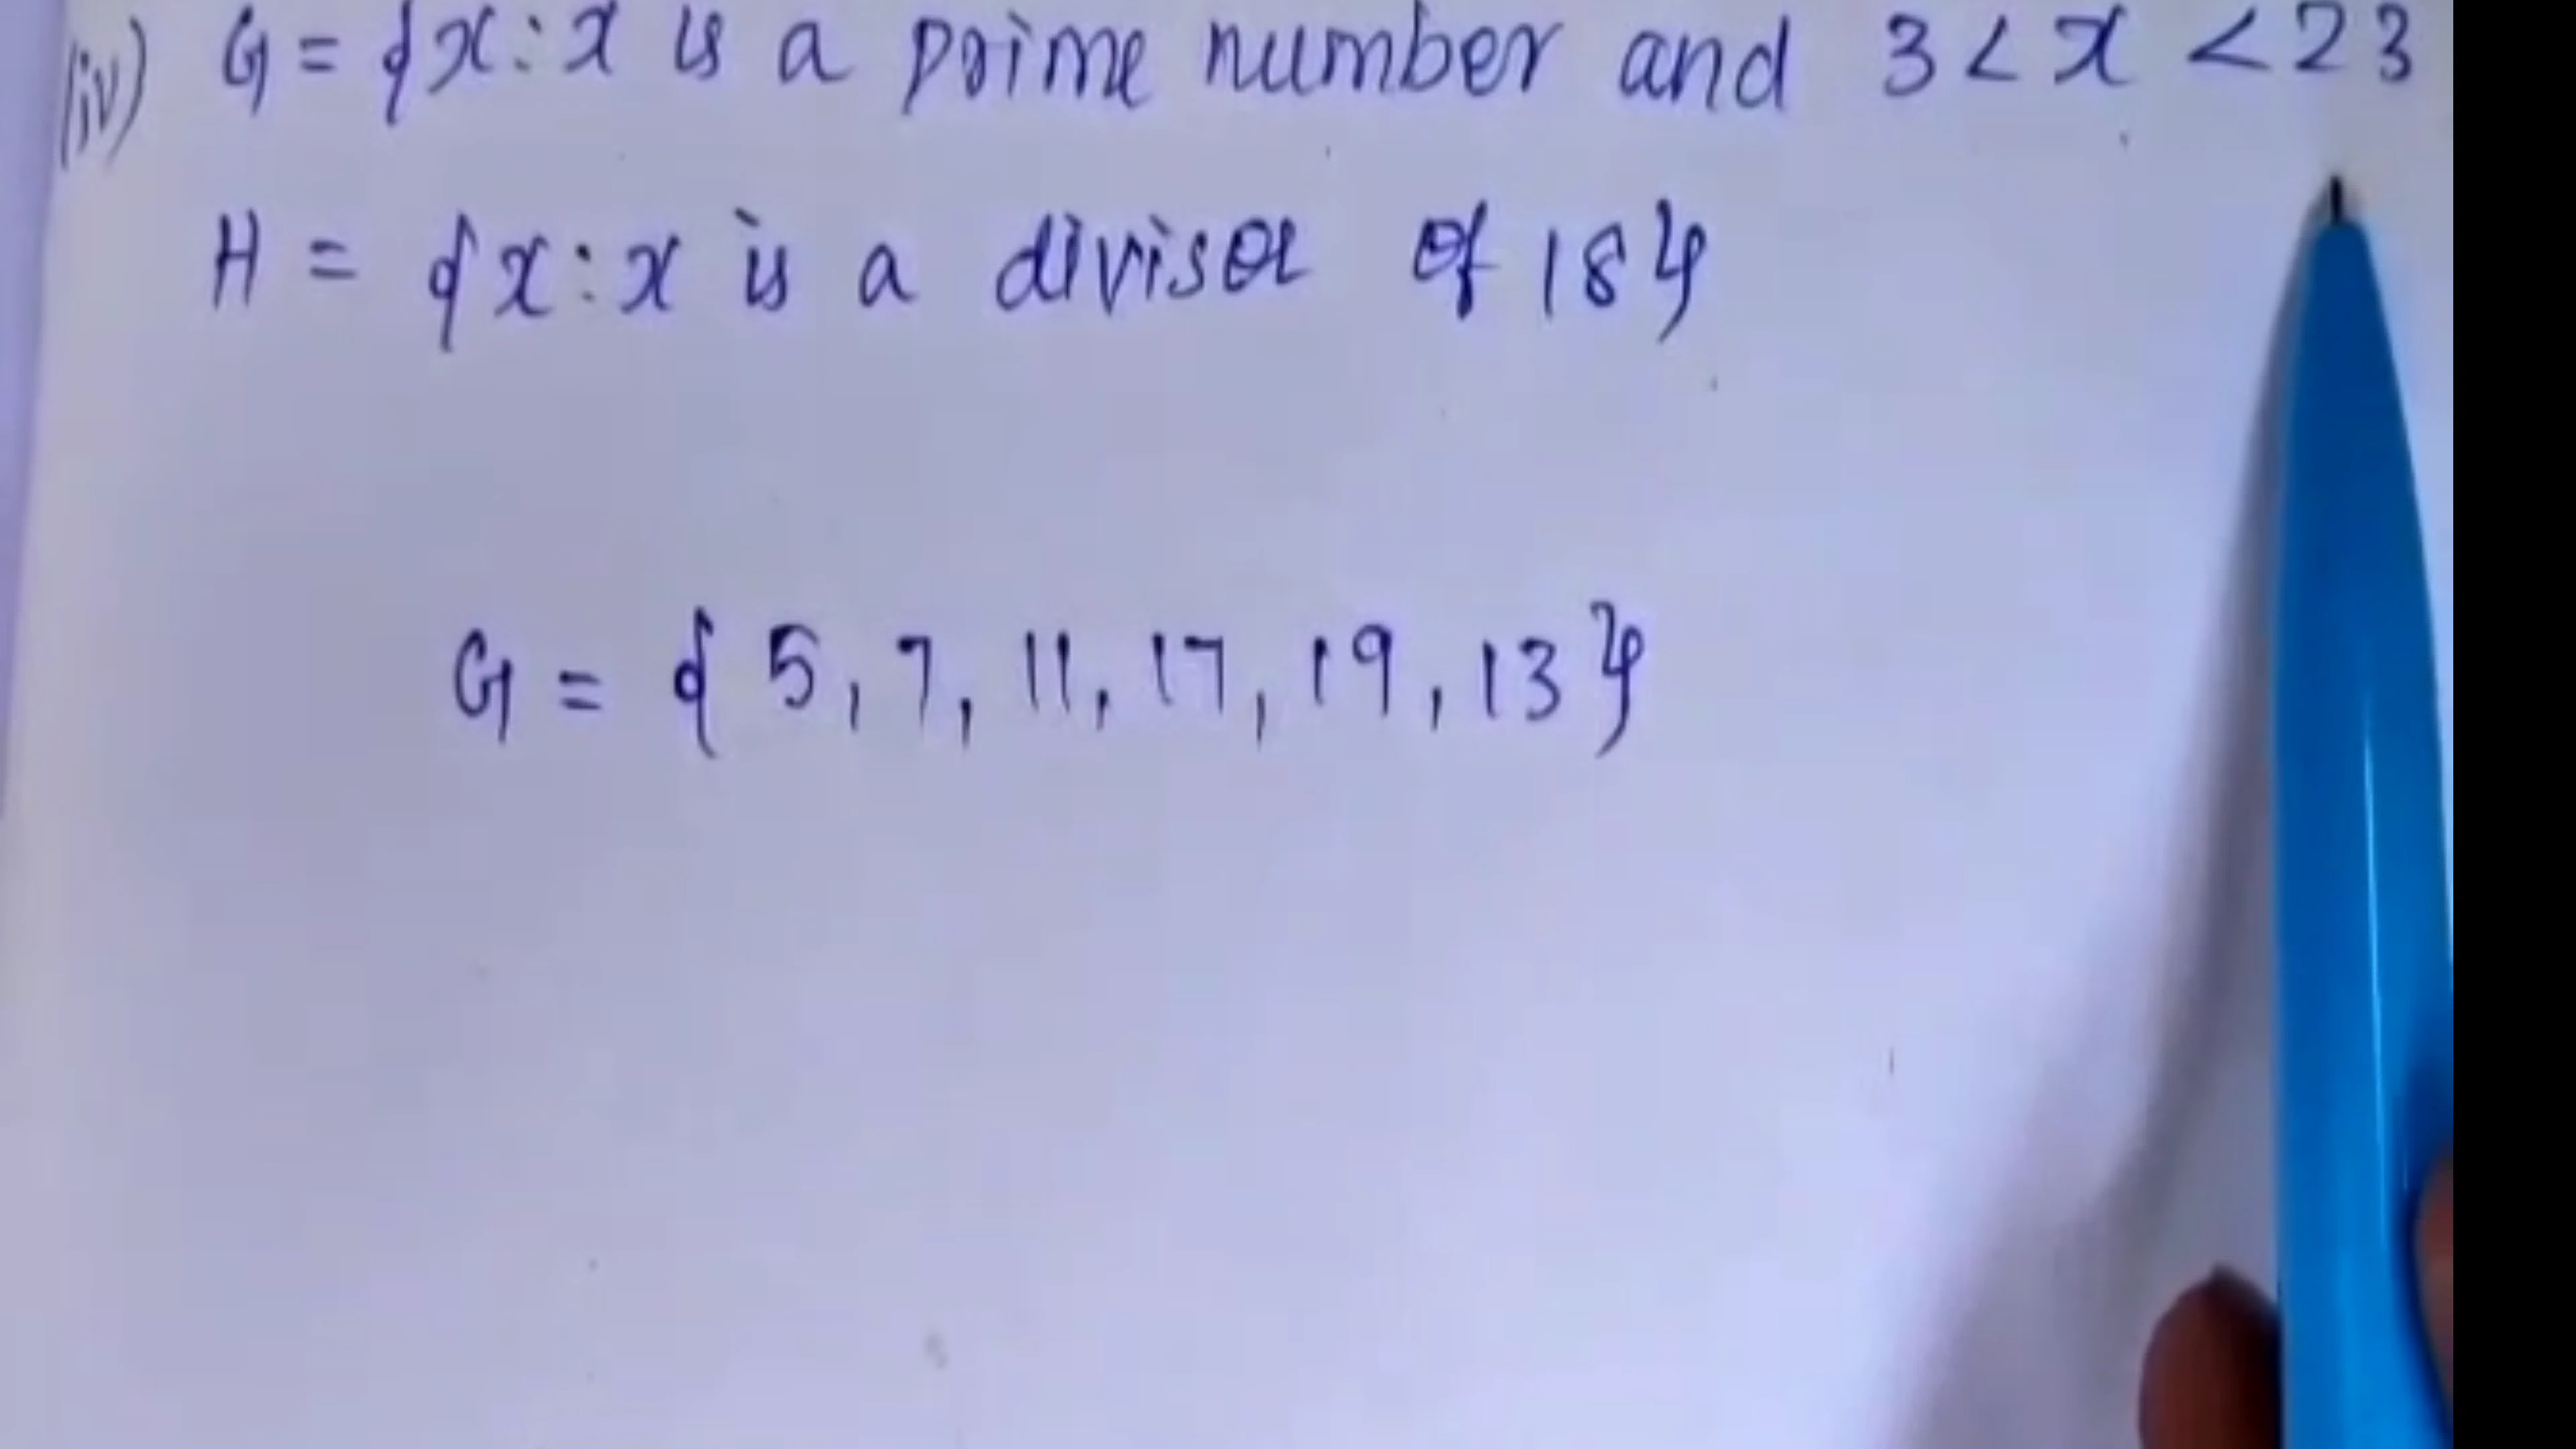 (iv) G = {x : x is a prime number and 3 < x < 23
H = {x : x is a divisor of 18}
G = { 5, 7, 11, 17, 19, 13}